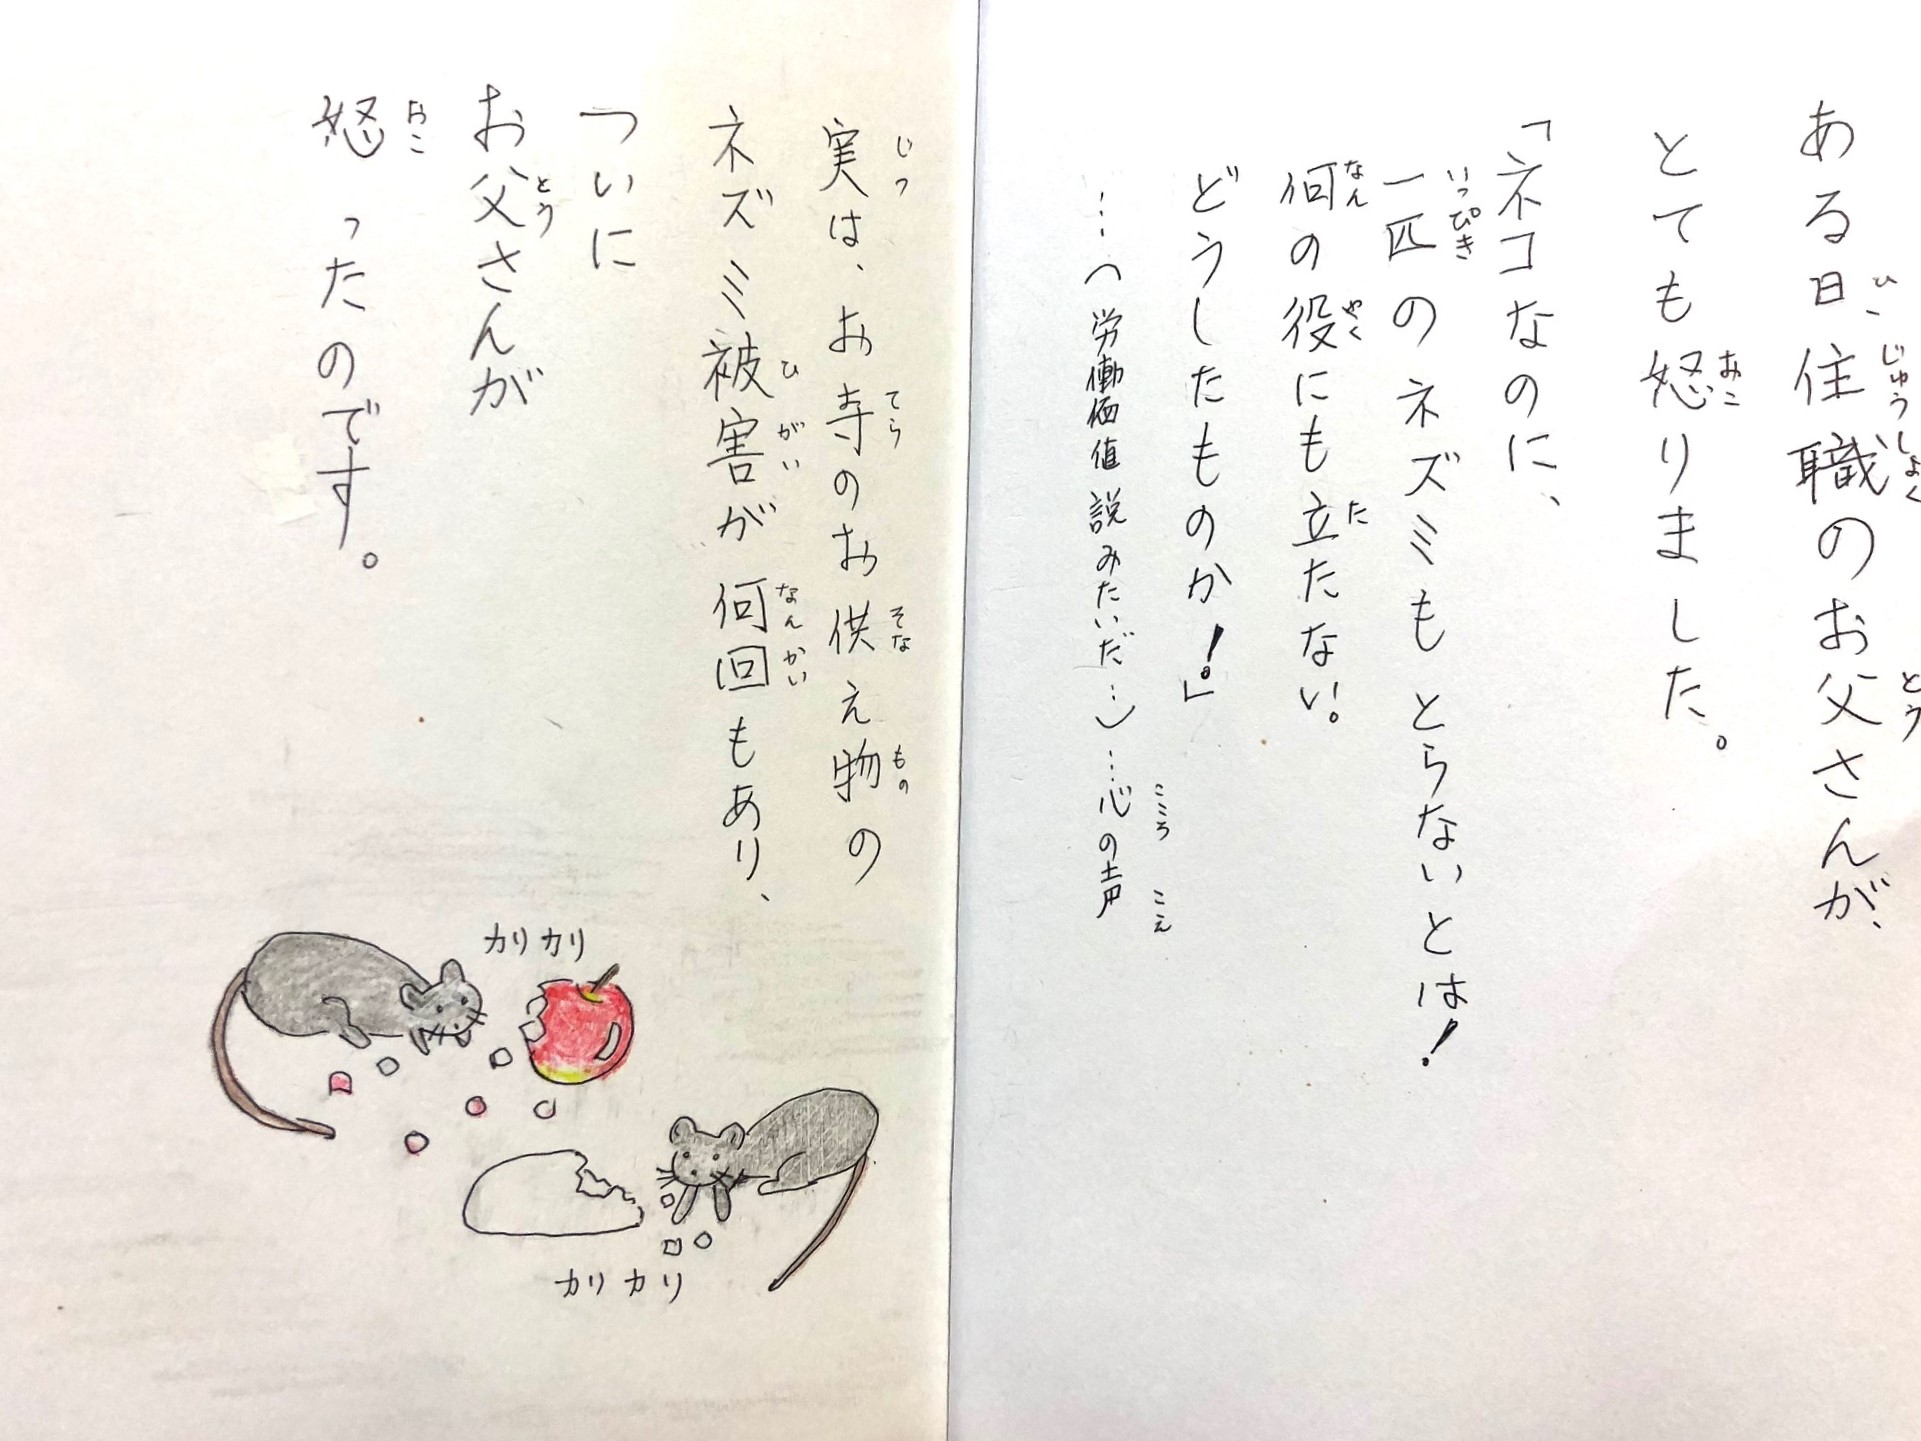 ある日、住職のお父さんが、
とても怒りました。
「ネコなのに、
一匹のネズミもとらないとは！
何の役にも立たない!。
どうしたものか！。」
…（労働価値説みたいだ…）…心の声
実は、お寺のお供え物の
ネズミ被害が何回もあり、
ついに
お父さんが
怒ったのです。
カリカリ
カリカリ